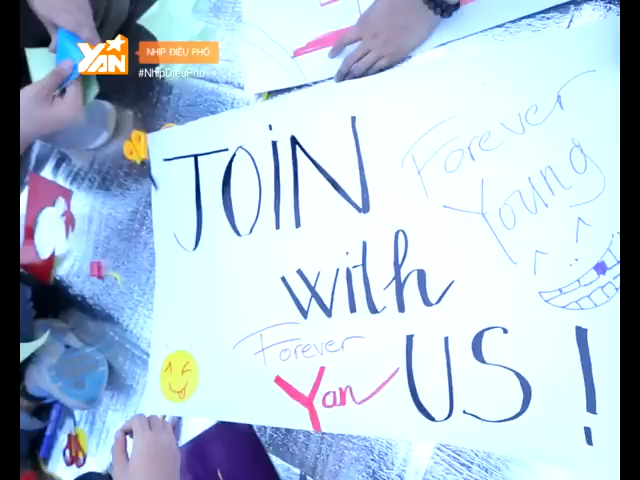 YAN
NHỊP ĐIỆU PHỐ
#NhipDieuPho
JOiN
with
US!
Forever
Young
Forever
Yan